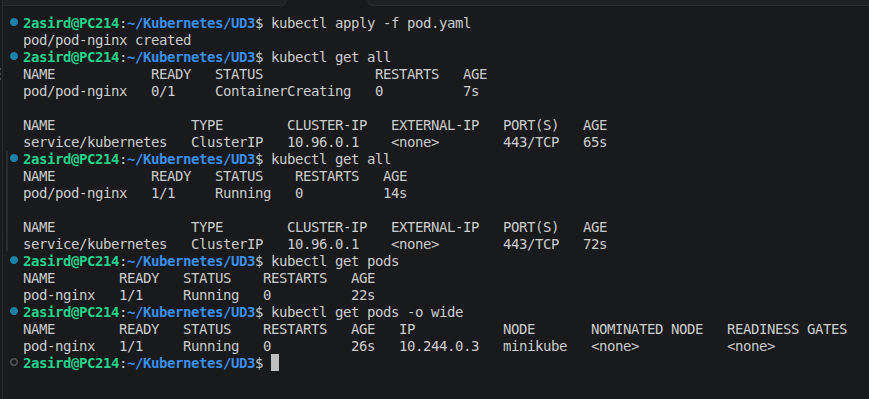 2asird@PC214:~/Kubernetes/UD3$ kubectl apply -f pod.yaml
pod/pod-nginx created
2asird@PC214:~/Kubernetes/UD3$ kubectl get all
NAME            READY   STATUS              RESTARTS   AGE
pod/pod-nginx   0/1     ContainerCreating   0          7s

NAME                 TYPE        CLUSTER-IP   EXTERNAL-IP   PORT(S)   AGE
service/kubernetes   ClusterIP   10.96.0.1    <none>        443/TCP   65s
2asird@PC214:~/Kubernetes/UD3$ kubectl get all
NAME            READY   STATUS    RESTARTS   AGE
pod/pod-nginx   1/1     Running   0          14s

NAME                 TYPE        CLUSTER-IP   EXTERNAL-IP   PORT(S)   AGE
service/kubernetes   ClusterIP   10.96.0.1    <none>        443/TCP   72s
2asird@PC214:~/Kubernetes/UD3$ kubectl get pods
NAME        READY   STATUS    RESTARTS   AGE
pod-nginx   1/1     Running   0          22s
2asird@PC214:~/Kubernetes/UD3$ kubectl get pods -o wide
NAME        READY   STATUS    RESTARTS   AGE   IP           NODE       NOMINATED NODE   READINESS GATES
pod-nginx   1/1     Running   0          26s   10.244.0.3   minikube   <none>           <none>
2asird@PC214:~/Kubernetes/UD3$